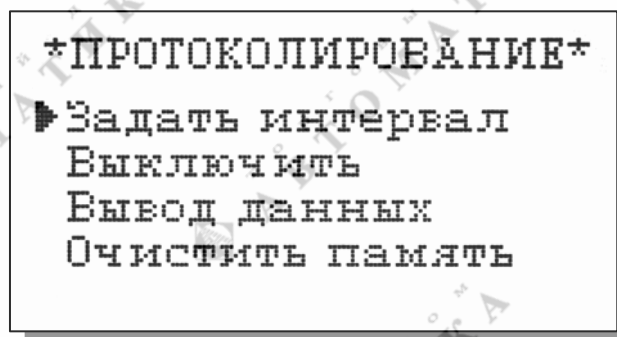 *ПРОТОКОЛИРОВАНИЕ*
Задать интервал
Выключить
Вывод данных
Очистить память